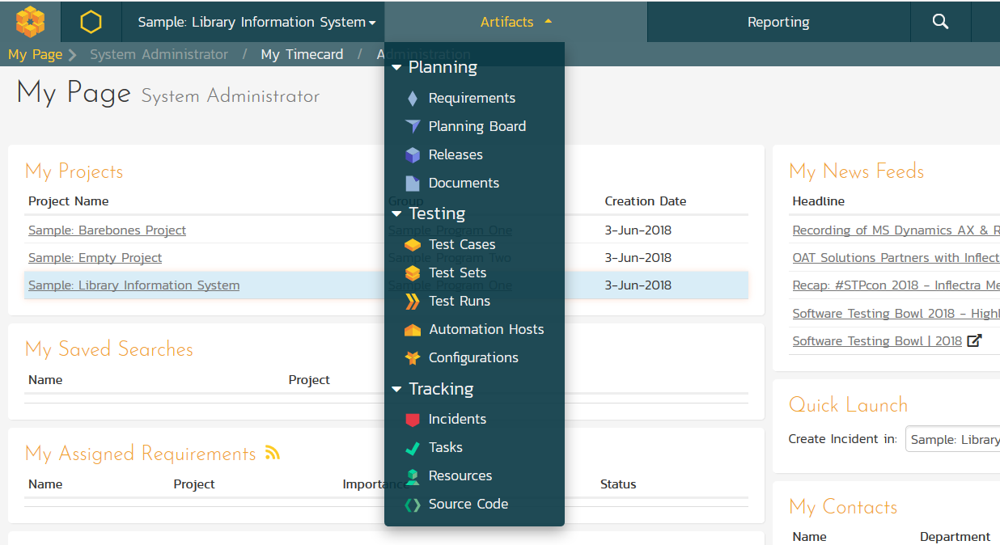 Sample: Library Information System
Artifacts
Reporting
My Page
System Administrator / My Timecard / Administration
My Page System Administrator
Planning
Requirements
Planning Board
Releases
Documents
Testing
Test Cases
Test Sets
Test Runs
Automation Hosts
Configurations
Tracking
Incidents
Tasks
Resources
Source Code
My Projects
Project Name Group Creation Date
Sample: Barebones Project Sample Program One 3-Jun-2018
Sample: Empty Project Sample Program Two 3-Jun-2018
Sample: Library Information System Sample Program One 3-Jun-2018
My Saved Searches
Name Project
My Assigned Requirements
Name Project Importance Status
My News Feeds
Headline
Recording of MS Dynamics AX & R
OAT Solutions Partners with Inflect
Recap: #STPcon 2018 - Inflectra Me
Software Testing Bowl 2018 - Highl
Software Testing Bowl | 2018
Quick Launch
Create Incident in: Sample: Library
My Contacts
Name Department